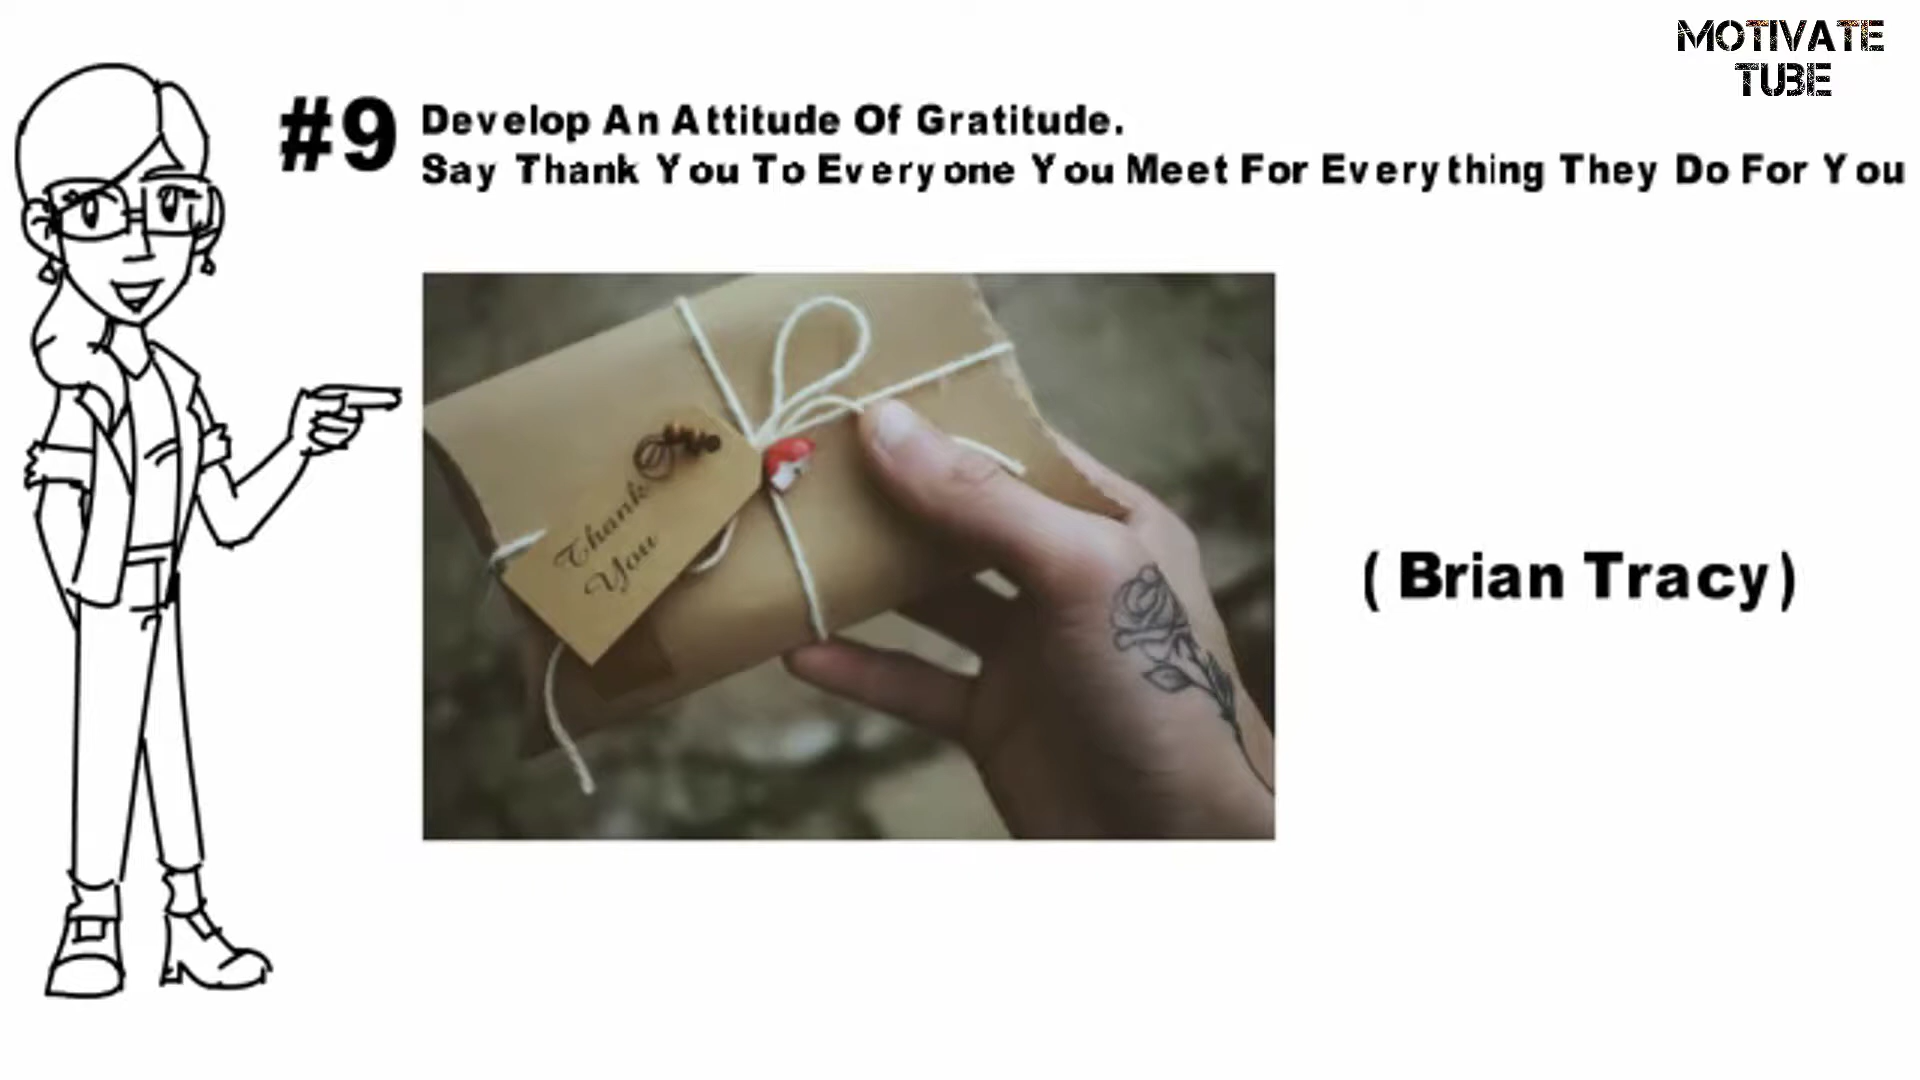 MOTIVATE
TUBE
#9
Develop An Attitude Of Gratitude.
Say Thank You To Everyone You Meet For Everything They Do For You
Thank
You
( Brian Tracy)